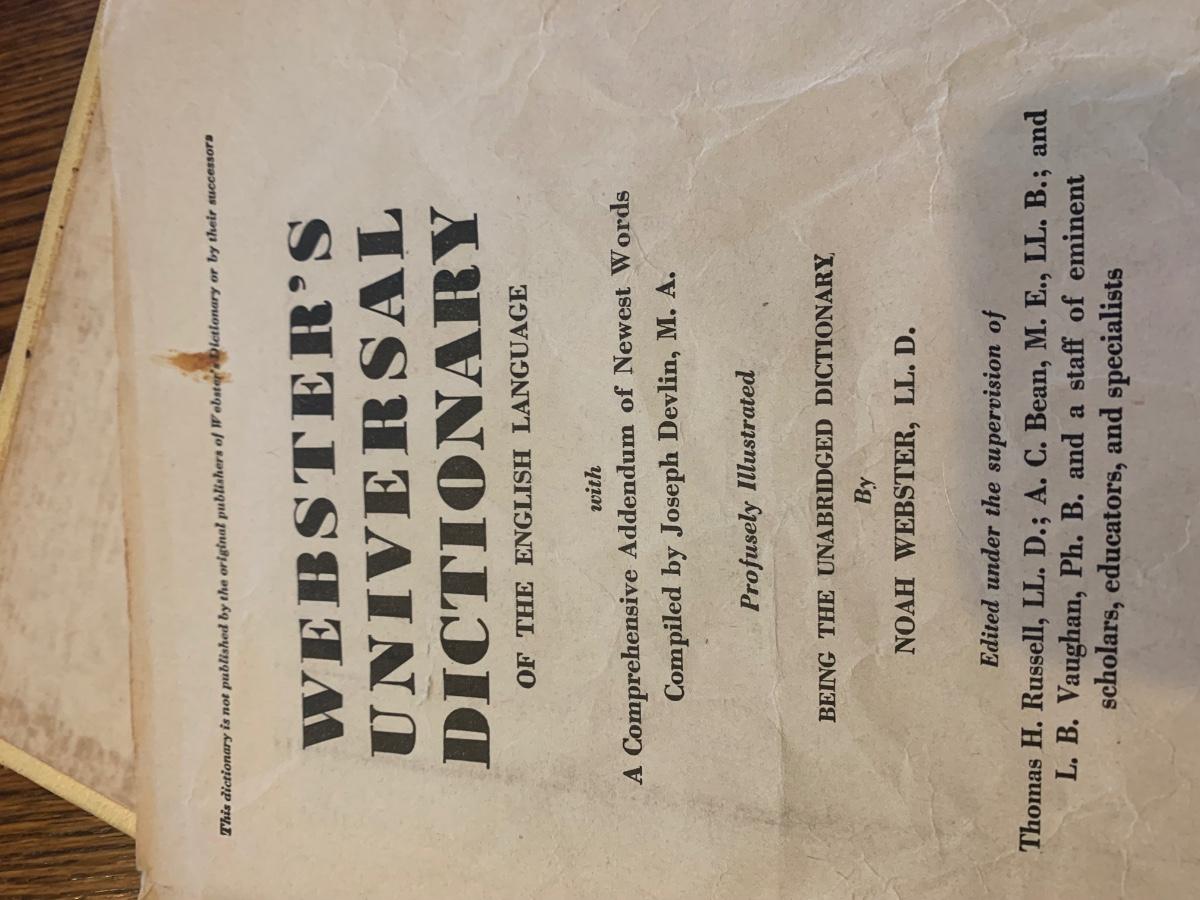 This dictionary is not published by the original publishers of Webster's Dictionary or by their successors
WEBSTER'S
UNIVERSAL
DICTIONARY
OF THE ENGLISH LANGUAGE
with
A Comprehensive Addendum of Newest Words
Compiled by Joseph Devlin, M. A.
Profusely Illustrated
BEING THE UNABRIDGED DICTIONARY
By
NOAH WEBSTER, LL. D.
Edited under the supervision of
Thomas H. Russell, LL. D.; A. C. Bean, M. E., LL. B.; and
L. B. Vaughan, Ph. B. and a staff of eminent
scholars, educators, and specialists